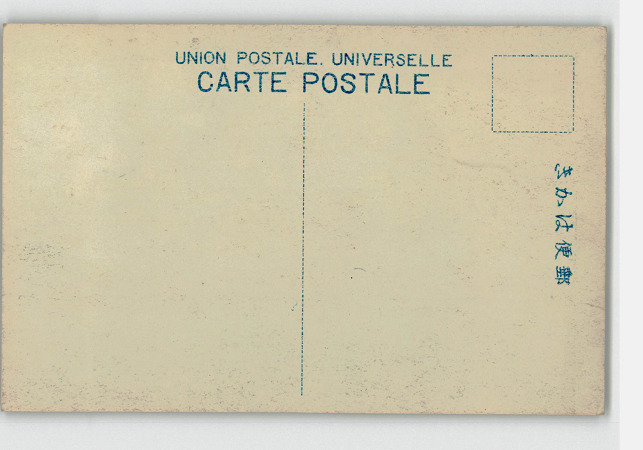 UNION POSTALE. UNIVERSELLE
CARTE POSTALE
きかは便郵